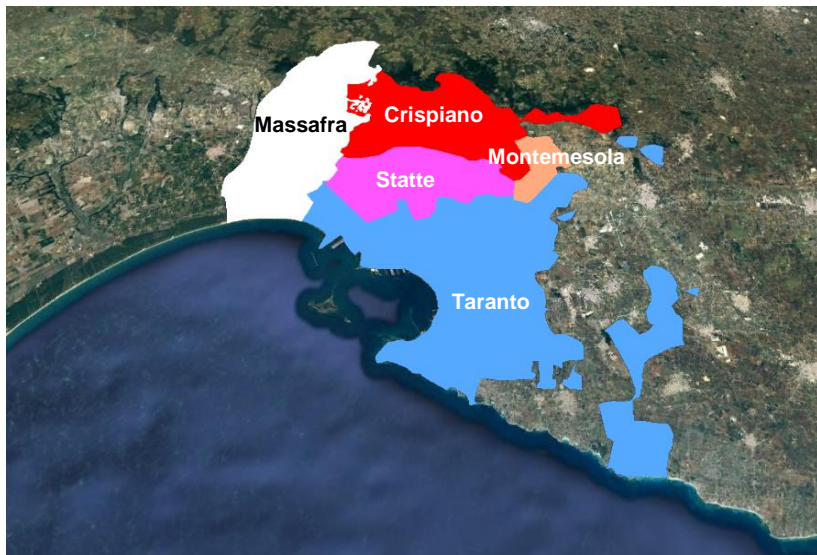 Crispiano
Massafra
Montemesola
Statte
Taranto